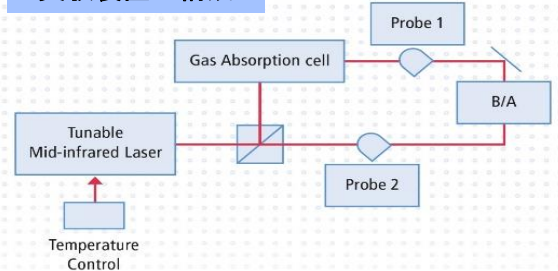 Probe 1
Gas Absorption cell
B/A
Tunable
Mid-infrared Laser
Probe 2
Temperature
Control